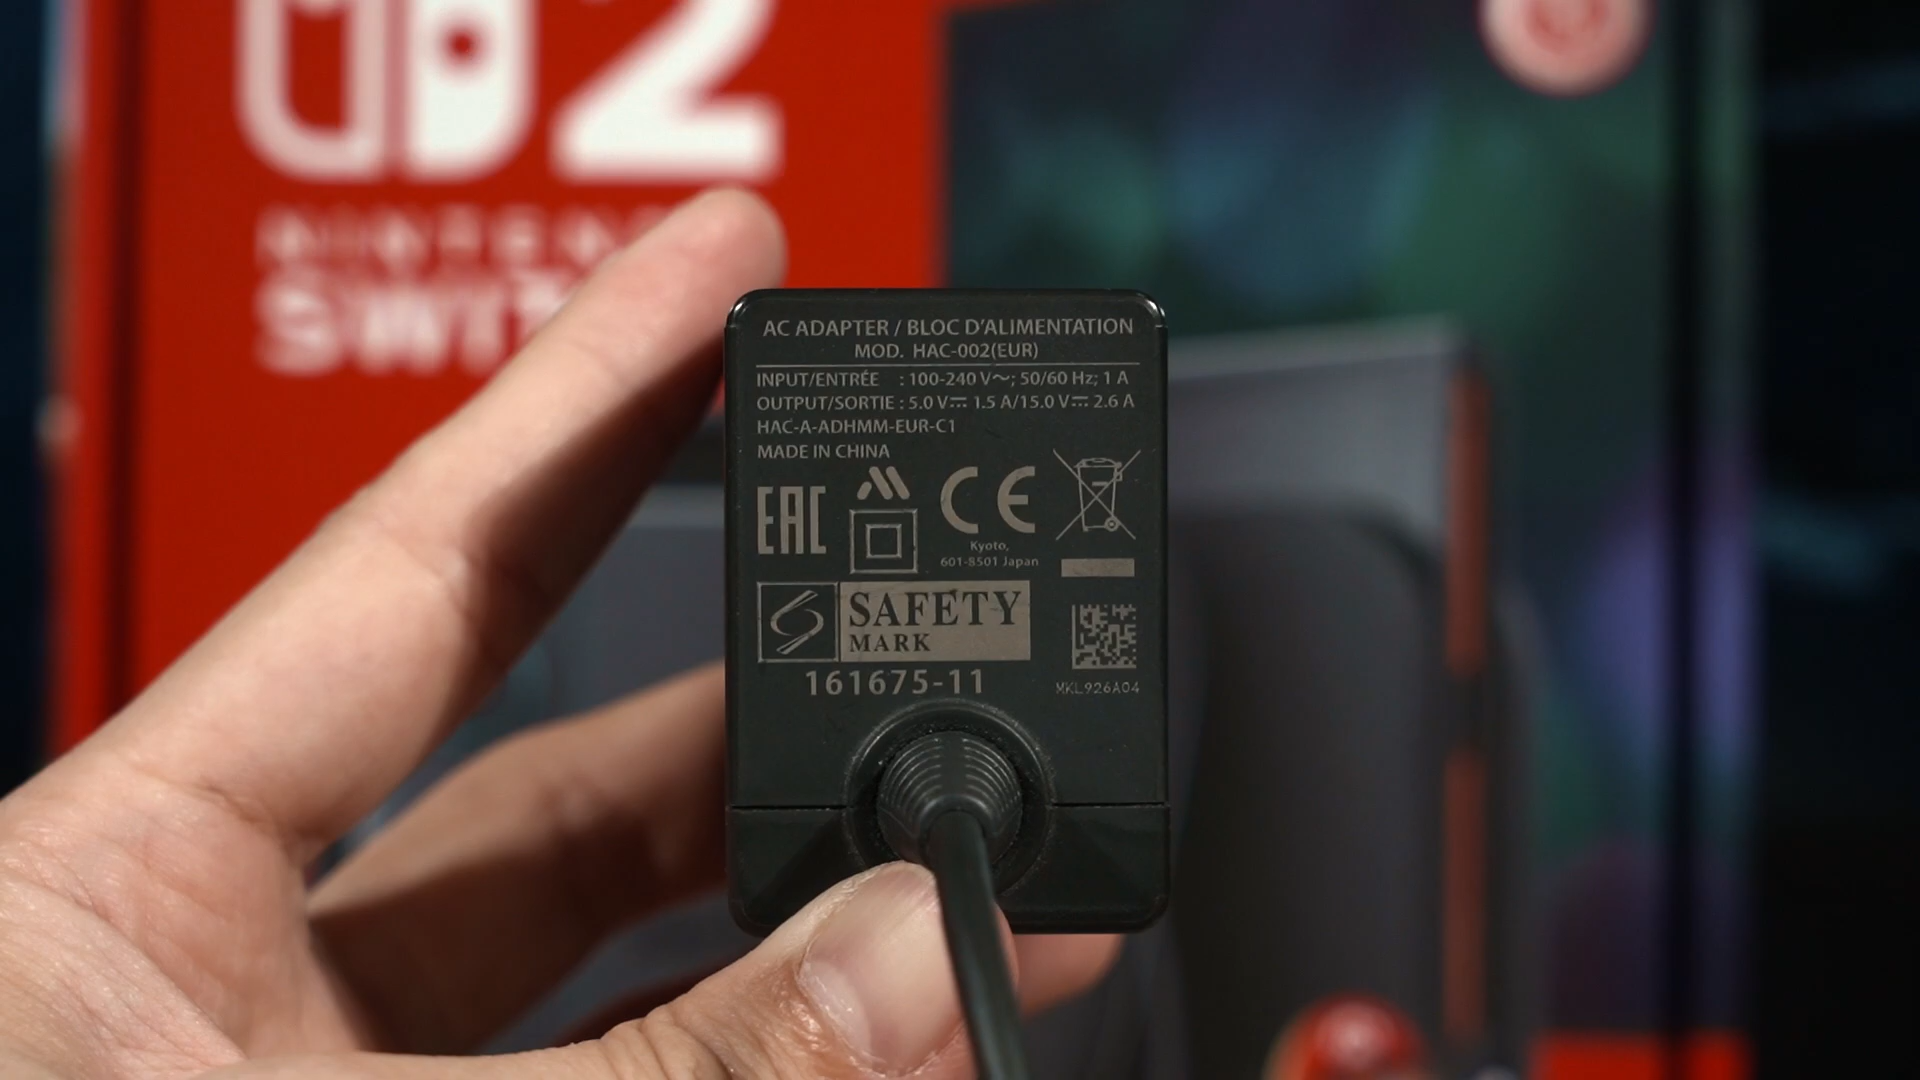 2
NINTEN
SWIT
AC ADAPTER / BLOC D'ALIMENTATION
MOD. HAC-002(EUR)
INPUT/ENTRÉE : 100-240 V~; 50/60 Hz; 1 A
OUTPUT/SORTIE : 5.0 V⎓ 1.5 A/15.0 V⎓ 2.6 A
HAC-A-ADHMM-EUR-C1
MADE IN CHINA
EAC
CE
Kyoto,
601-8501 Japan
SAFETY
MARK
161675-11
MKL926A04